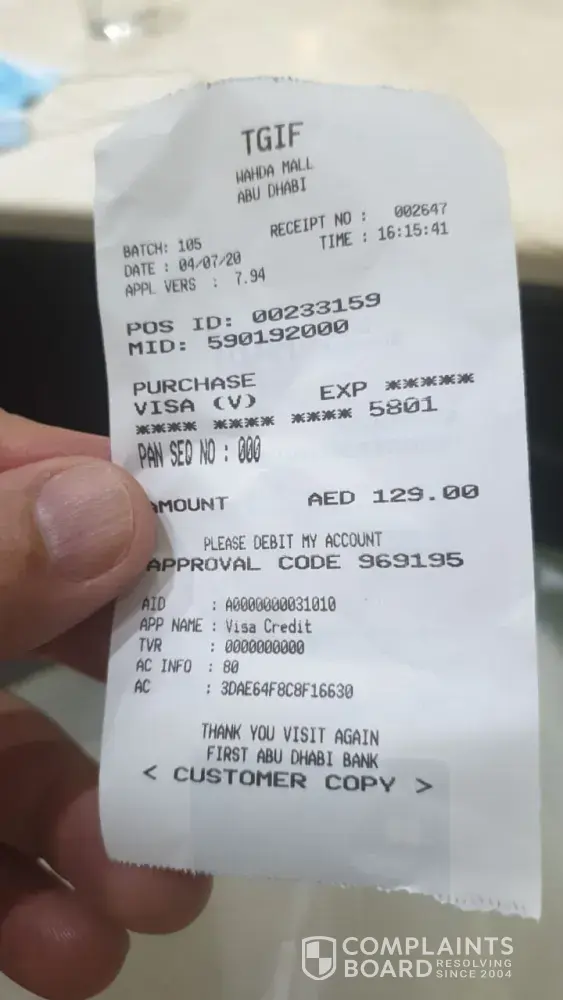 TGIF
WAHDA MALL
ABU DHABI
BATCH: 105 RECEIPT NO : 002647
DATE : 04/07/20 TIME : 16:15:41
APPL VERS : 7.94
POS ID: 00233159
MID: 590192000
PURCHASE
VISA (V) EXP *****
**** **** **** 5801
PAN SEQ NO : 000
AMOUNT AED 129.00
PLEASE DEBIT MY ACCOUNT
APPROVAL CODE 969195
AID : A0000000031010
APP NAME : Visa Credit
TVR : 0000000000
AC INFO : 80
AC : 3DAE64F8C8F16630
THANK YOU VISIT AGAIN
FIRST ABU DHABI BANK
< CUSTOMER COPY >
COMPLAINTS
BOARD RESOLVING
SINCE 2004